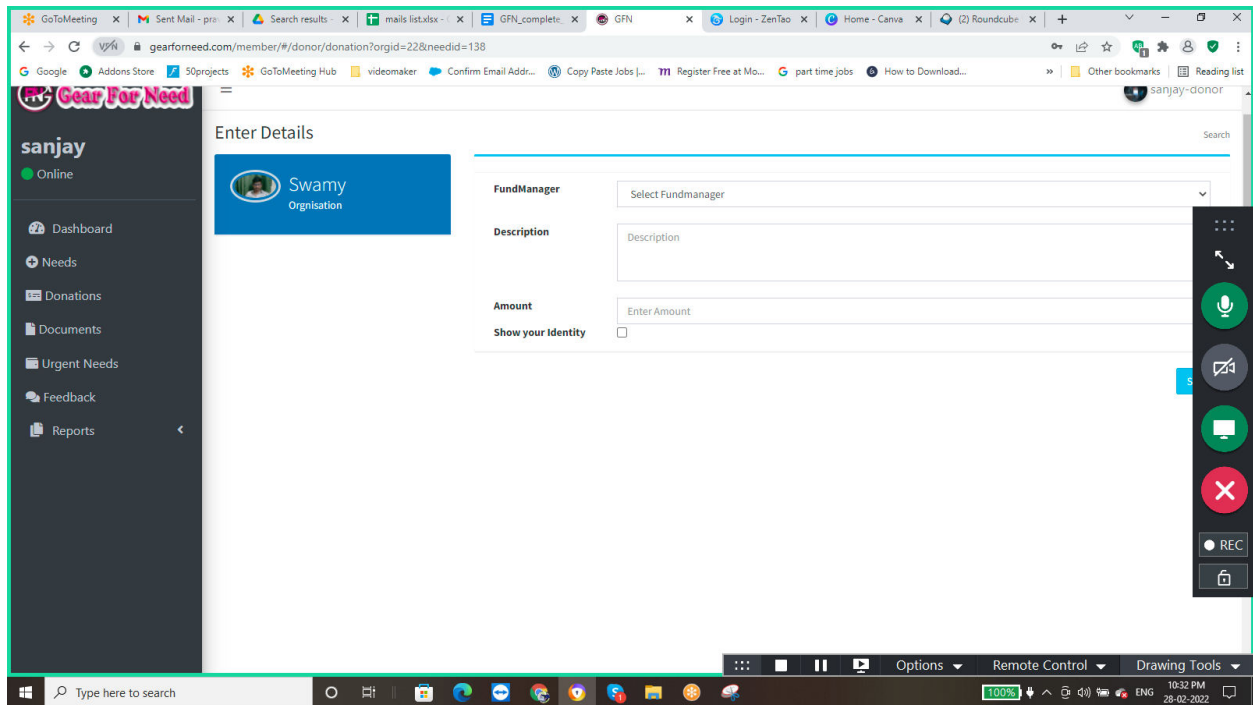 GoToMeeting
Sent Mail - pra
Search results -
mails list.xlsx -
GFN_complete_
GFN
Login - ZenTao
Home - Canva
(2) Roundcube
VPN gearforneed.com/member/#/donor/donation?orgid=22&needid=138
Google Addons Store 50projects GoToMeeting Hub videomaker Confirm Email Addr... Copy Paste Jobs |... Register Free at Mo... part time jobs How to Download... » Other bookmarks Reading list
Gear For Need
sanjay-donor
sanjay
Online
Dashboard
Needs
Donations
Documents
Urgent Needs
Feedback
Reports
Enter Details
Search
Swamy
Orgnisation
FundManager
Select Fundmanager
Description
Description
Amount
Enter Amount
Show your Identity
REC
Options
Remote Control
Drawing Tools
Type here to search
100%
ENG
10:32 PM
28-02-2022